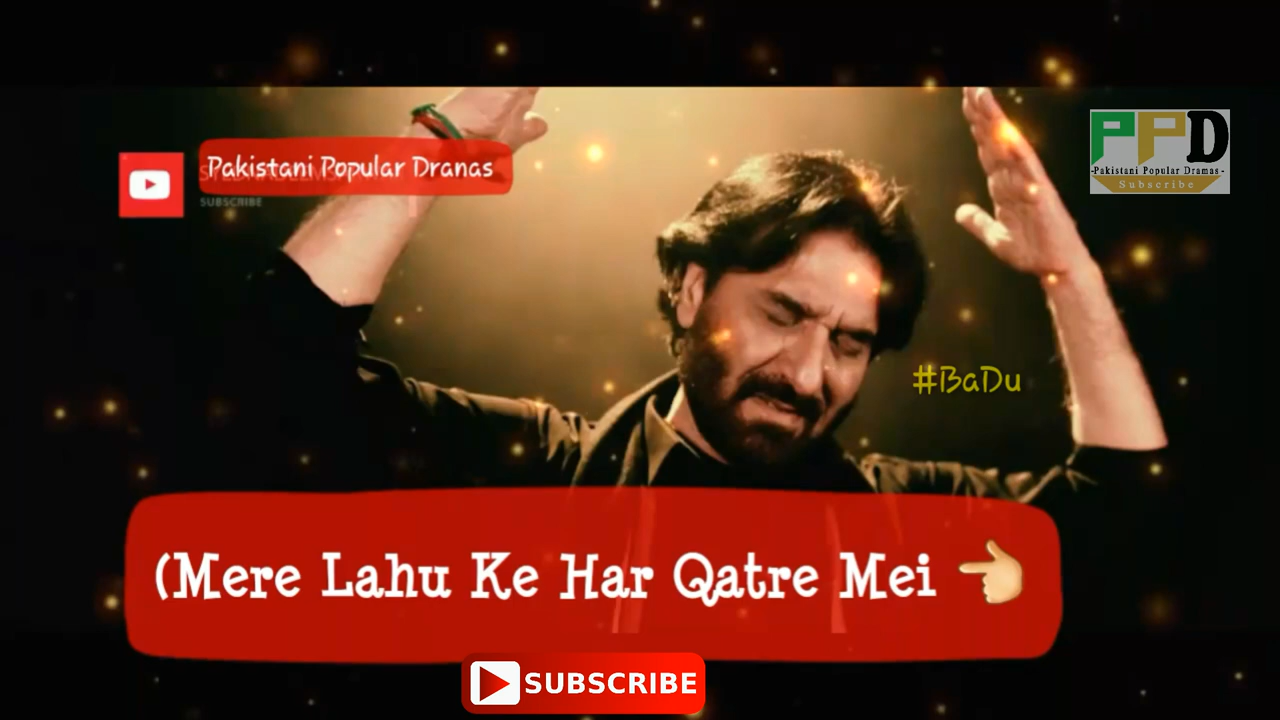 Pakistani Popular Dranas
SUBSCRIBE
PPD
-Pakistani Popular Dramas-
Subscribe
#BaDu
(Mere Lahu Ke Har Qatre Mei
SUBSCRIBE